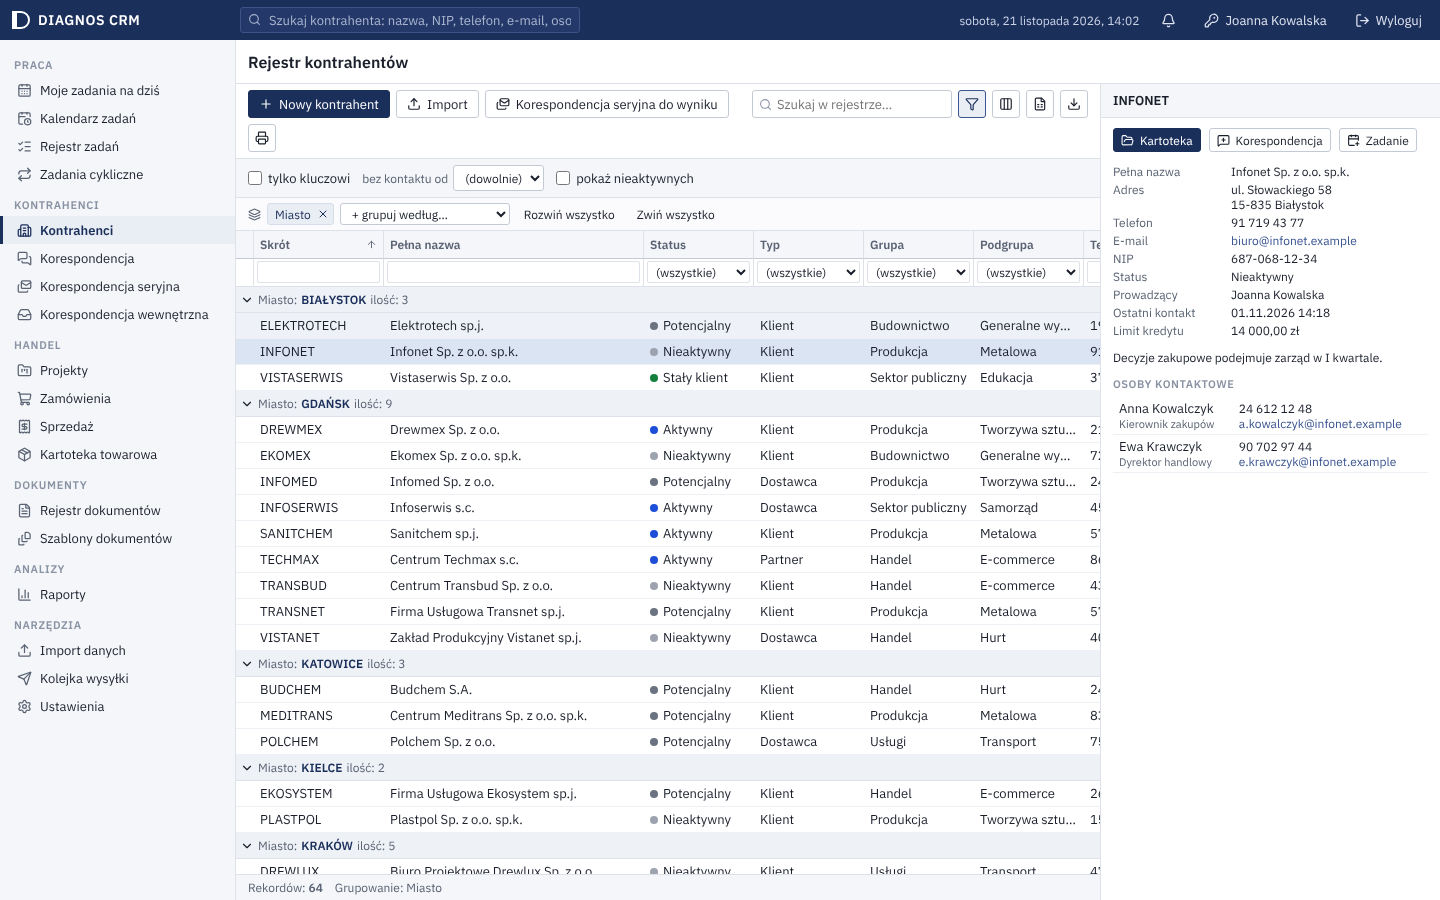 DIAGNOS CRM
Szukaj kontrahenta: nazwa, NIP, telefon, e-mail, oso
sobota, 21 listopada 2026, 14:02
Joanna Kowalska
Wyloguj
PRACA
Moje zadania na dziś
Kalendarz zadań
Rejestr zadań
Zadania cykliczne
KONTRAHENCI
Kontrahenci
Korespondencja
Korespondencja seryjna
Korespondencja wewnętrzna
HANDEL
Projekty
Zamówienia
Sprzedaż
Kartoteka towarowa
DOKUMENTY
Rejestr dokumentów
Szablony dokumentów
ANALIZY
Raporty
NARZĘDZIA
Import danych
Kolejka wysyłki
Ustawienia
Rejestr kontrahentów
Nowy kontrahent
Import
Korespondencja seryjna do wyniku
Szukaj w rejestrze...
tylko kluczowi bez kontaktu od (dowolnie) pokaż nieaktywnych
Miasto + grupuj według... Rozwiń wszystko Zwiń wszystko
Skrót Pełna nazwa Status Typ Grupa Podgrupa
(wszystkie) (wszystkie) (wszystkie) (wszystkie)
Miasto: BIAŁYSTOK ilość: 3
ELEKTROTECH Elektrotech sp.j. Potencjalny Klient Budownictwo Generalne wy...
INFONET Infonet Sp. z o.o. sp.k. Nieaktywny Klient Produkcja Metalowa
VISTASERWIS Vistaserwis Sp. z o.o. Stały klient Klient Sektor publiczny Edukacja
Miasto: GDAŃSK ilość: 9
DREWMEX Drewmex Sp. z o.o. Aktywny Klient Produkcja Tworzywa sztu...
EKOMEX Ekomex Sp. z o.o. sp.k. Nieaktywny Klient Budownictwo Generalne wy...
INFOMED Infomed Sp. z o.o. Potencjalny Dostawca Produkcja Tworzywa sztu...
INFOSERWIS Infoserwis s.c. Aktywny Dostawca Sektor publiczny Samorząd
SANITCHEM Sanitchem sp.j. Aktywny Klient Produkcja Metalowa
TECHMAX Centrum Techmax s.c. Aktywny Partner Handel E-commerce
TRANSBUD Centrum Transbud Sp. z o.o. Nieaktywny Klient Handel E-commerce
TRANSNET Firma Usługowa Transnet sp.j. Potencjalny Klient Produkcja Metalowa
VISTANET Zakład Produkcyjny Vistanet sp.j. Nieaktywny Dostawca Handel Hurt
Miasto: KATOWICE ilość: 3
BUDCHEM Budchem S.A. Potencjalny Klient Handel Hurt
MEDITRANS Centrum Meditrans Sp. z o.o. sp.k. Potencjalny Klient Produkcja Metalowa
POLCHEM Polchem Sp. z o.o. Potencjalny Dostawca Usługi Transport
Miasto: KIELCE ilość: 2
EKOSYSTEM Firma Usługowa Ekosystem sp.j. Potencjalny Klient Handel E-commerce
PLASTPOL Plastpol Sp. z o.o. sp.k. Nieaktywny Klient Produkcja Tworzywa sztu...
Miasto: KRAKÓW ilość: 5
DREWLUX Biuro Projektowe Drewlux Sp. z o.o. Nieaktywny Klient Usługi Transport
Rekordów: 64 Grupowanie: Miasto
INFONET
Kartoteka Korespondencja Zadanie
Pełna nazwa Infonet Sp. z o.o. sp.k.
Adres ul. Słowackiego 58
15-835 Białystok
Telefon 91 719 43 77
E-mail biuro@infonet.example
NIP 687-068-12-34
Status Nieaktywny
Prowadzący Joanna Kowalska
Ostatni kontakt 01.11.2026 14:18
Limit kredytu 14 000,00 zł
Decyzje zakupowe podejmuje zarząd w I kwartale.
OSOBY KONTAKTOWE
Anna Kowalczyk 24 612 12 48
Kierownik zakupów a.kowalczyk@infonet.example
Ewa Krawczyk 90 702 97 44
Dyrektor handlowy e.krawczyk@infonet.example